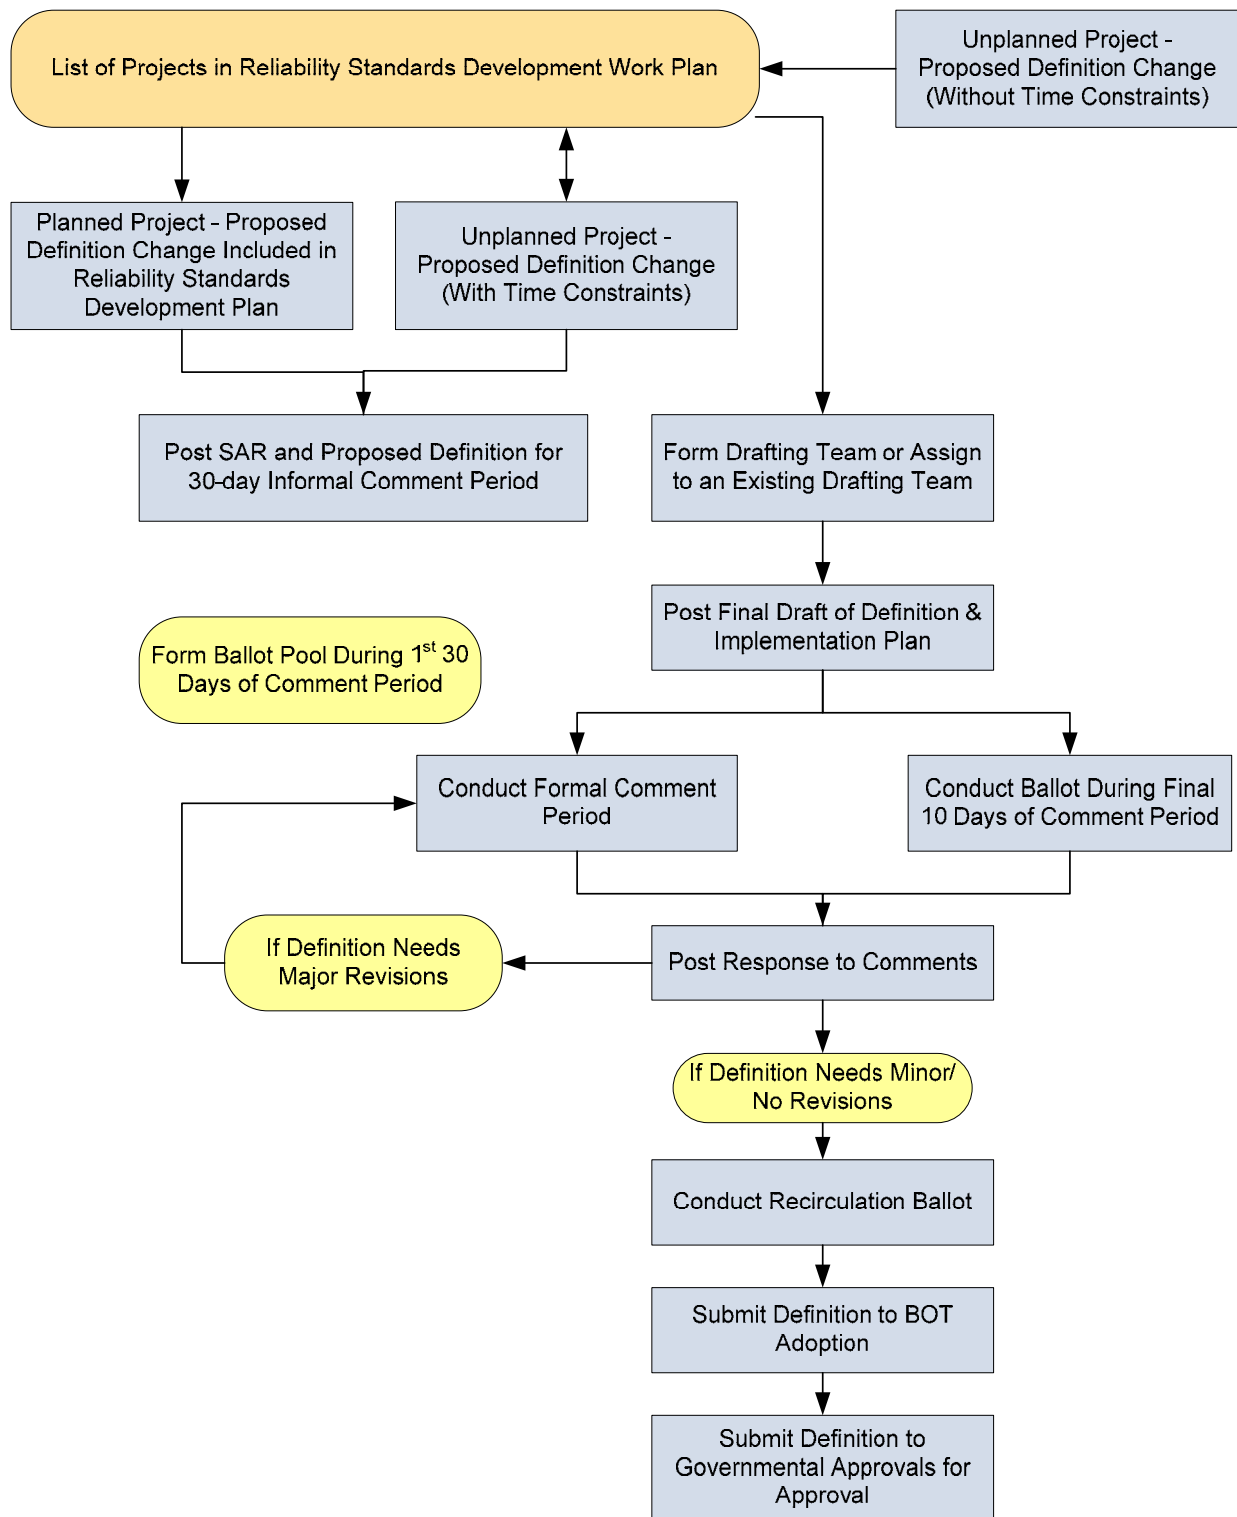 List of Projects in Reliability Standards Development Work Plan
Unplanned Project -
Proposed Definition Change
(Without Time Constraints)
Planned Project - Proposed
Definition Change Included in
Reliability Standards
Development Plan
Unplanned Project -
Proposed Definition Change
(With Time Constraints)
Post SAR and Proposed Definition for
30-day Informal Comment Period
Form Drafting Team or Assign
to an Existing Drafting Team
Post Final Draft of Definition &
Implementation Plan
Form Ballot Pool During 1st 30
Days of Comment Period
Conduct Formal Comment
Period
Conduct Ballot During Final
10 Days of Comment Period
If Definition Needs
Major Revisions
Post Response to Comments
If Definition Needs Minor/
No Revisions
Conduct Recirculation Ballot
Submit Definition to BOT
Adoption
Submit Definition to
Governmental Approvals for
Approval